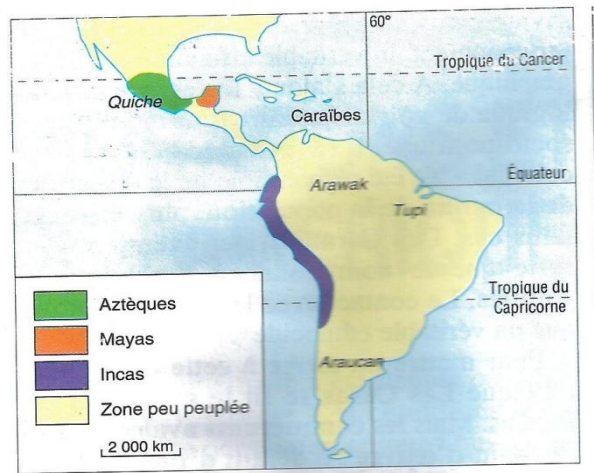 60°
Tropique du Cancer
Quiche
Caraïbes
Équateur
Arawak
Tupi
Tropique du
Capricorne
Araucan
Aztèques
Mayas
Incas
Zone peu peuplée
2 000 km